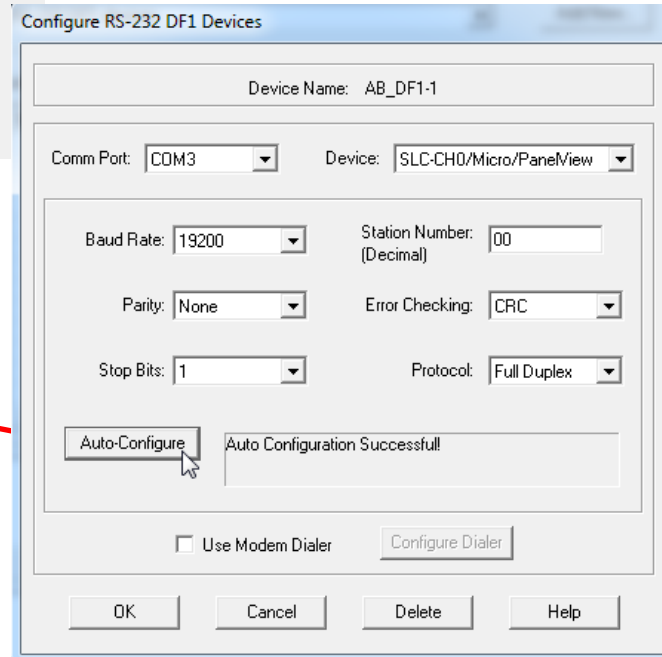 Configure RS-232 DF1 Devices
Device Name: AB_DF1-1
Comm Port: COM3 Device: SLC-CH0/Micro/PanelView
Baud Rate: 19200 Station Number: 00
(Decimal)
Parity: None Error Checking: CRC
Stop Bits: 1 Protocol: Full Duplex
Auto-Configure Auto Configuration Successful!
Use Modem Dialer Configure Dialer
OK Cancel Delete Help